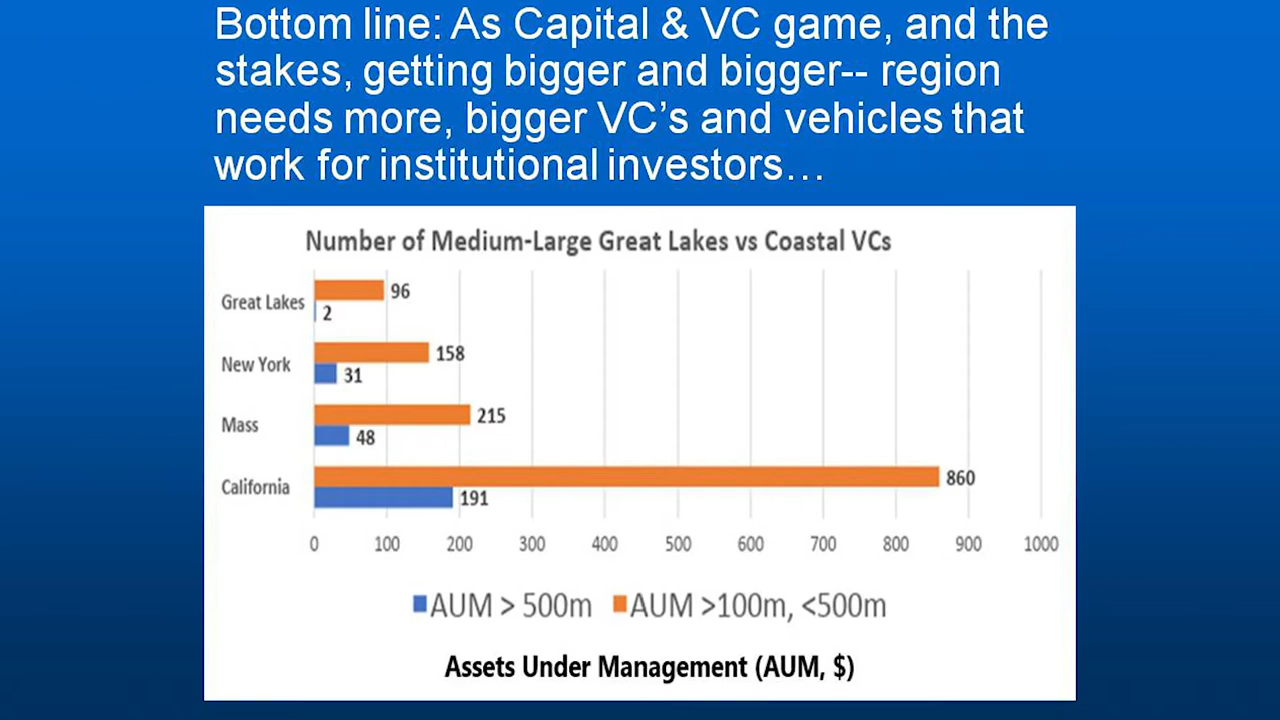 Bottom line: As Capital & VC game, and the
stakes, getting bigger and bigger-- region
needs more, bigger VC’s and vehicles that
work for institutional investors…
Number of Medium-Large Great Lakes vs Coastal VCs
Great Lakes
96
2
New York
158
31
Mass
215
48
California
860
191
0 100 200 300 400 500 600 700 800 900 1000
AUM > 500m AUM >100m, <500m
Assets Under Management (AUM, $)